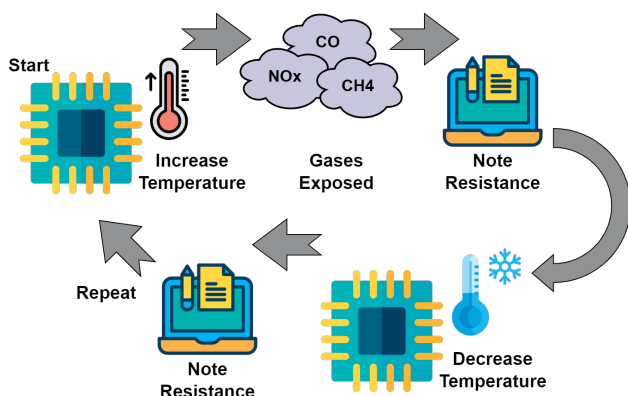 Start
Increase
Temperature
CO
NOx
CH4
Gases
Exposed
Note
Resistance
Decrease
Temperature
Note
Resistance
Repeat